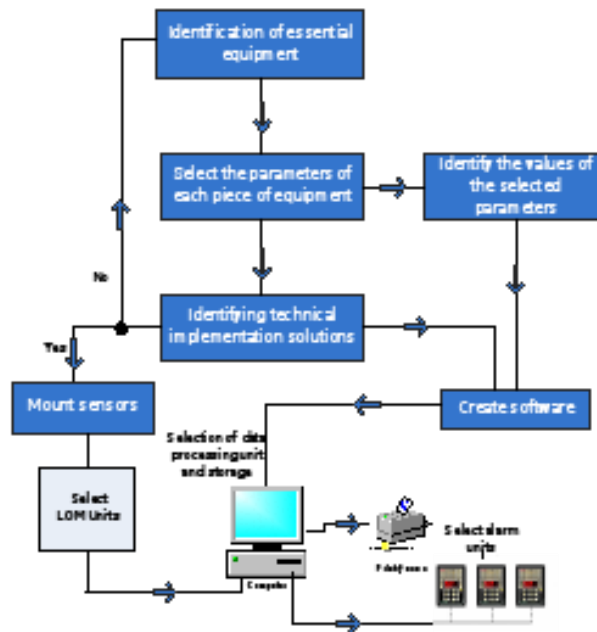 Identification of essential
equipment
Select the parameters of
each piece of equipment
Identify the values of
the selected
parameters
No
Identifying technical
implementation solutions
Yes
Mount sensors
Create software
Selection of data
processing unit
and storage
Select
LOM Units
Select alarm
units
Computer